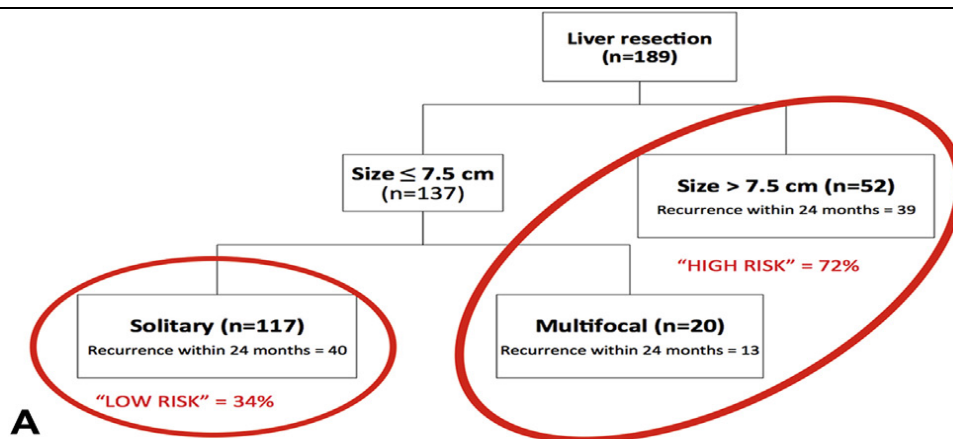 Liver resection
(n=189)
Size ≤ 7.5 cm
(n=137)
Size > 7.5 cm (n=52)
Recurrence within 24 months = 39
“HIGH RISK” = 72%
Solitary (n=117)
Recurrence within 24 months = 40
Multifocal (n=20)
Recurrence within 24 months = 13
“LOW RISK” = 34%
A